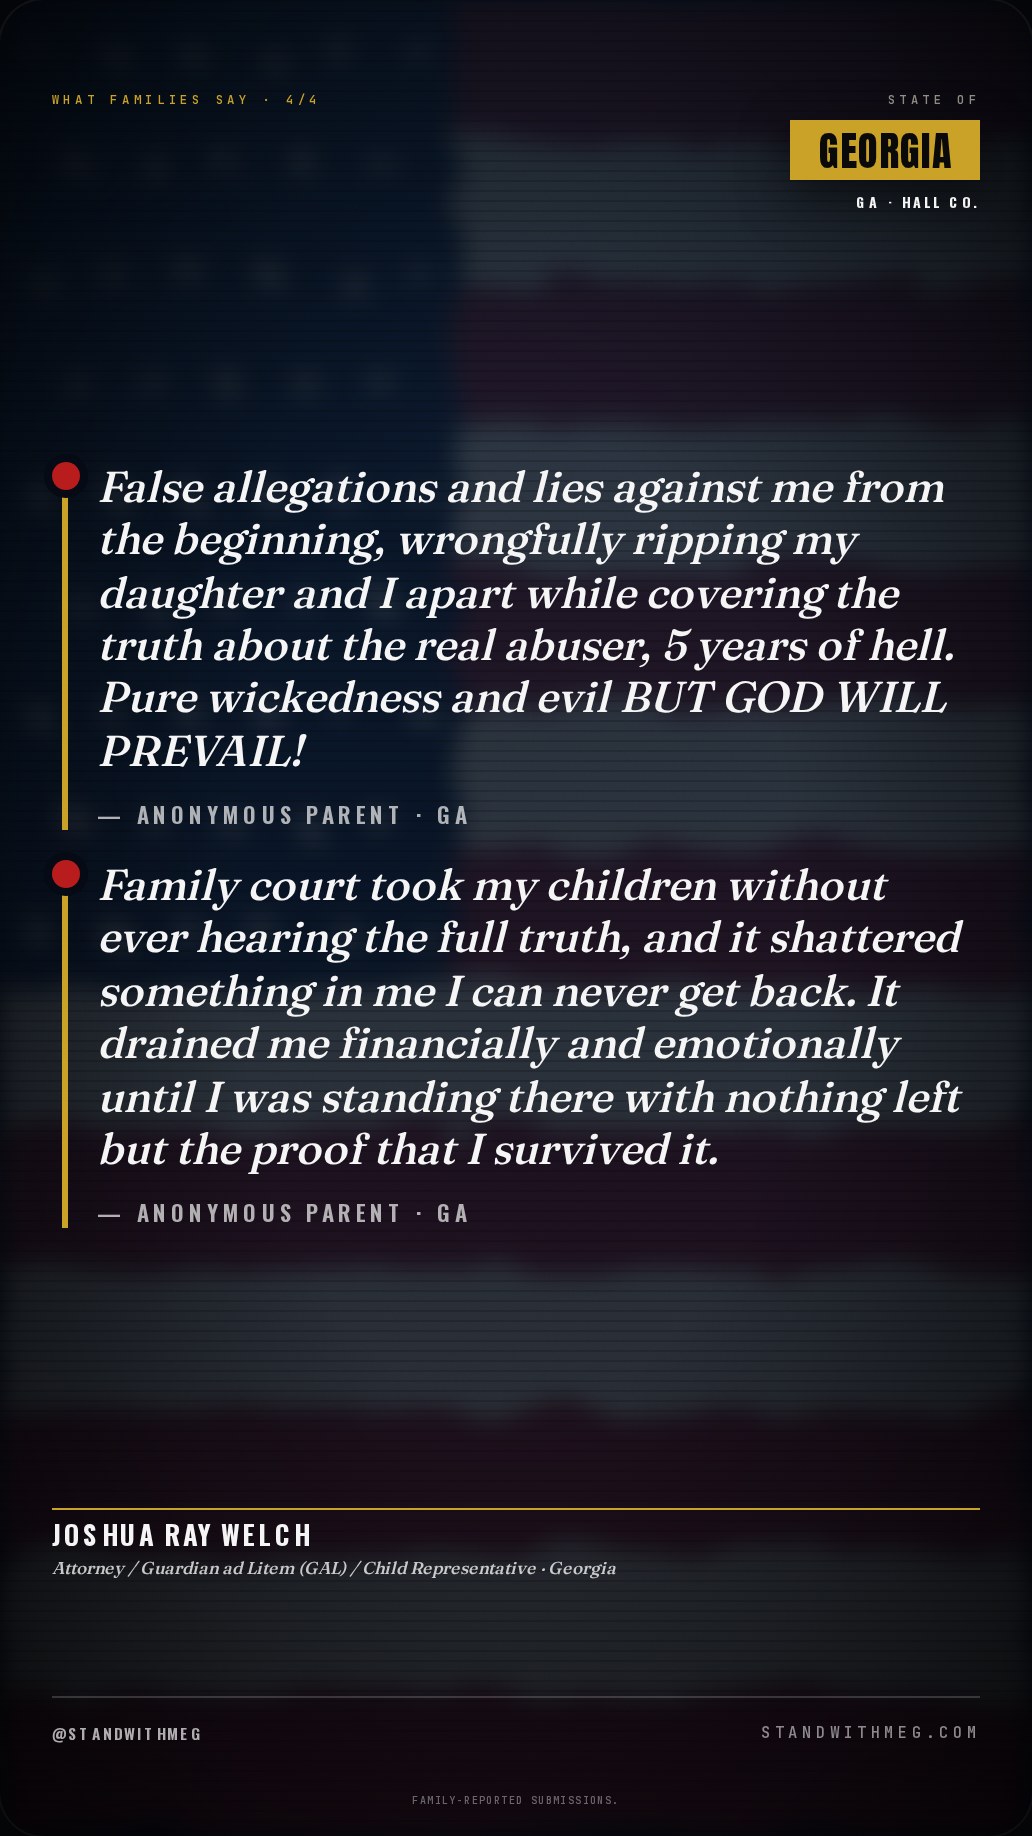 WHAT FAMILIES SAY · 4/4
STATE OF
GEORGIA
GA · HALL CO.
False allegations and lies against me from
the beginning, wrongfully ripping my
daughter and I apart while covering the
truth about the real abuser, 5 years of hell.
Pure wickedness and evil BUT GOD WILL
PREVAIL!
— ANONYMOUS PARENT · GA
Family court took my children without
ever hearing the full truth, and it shattered
something in me I can never get back. It
drained me financially and emotionally
until I was standing there with nothing left
but the proof that I survived it.
— ANONYMOUS PARENT · GA
JOSHUA RAY WELCH
Attorney / Guardian ad Litem (GAL) / Child Representative · Georgia
@STANDWITHMEG
STANDWITHMEG.COM
FAMILY-REPORTED SUBMISSIONS.